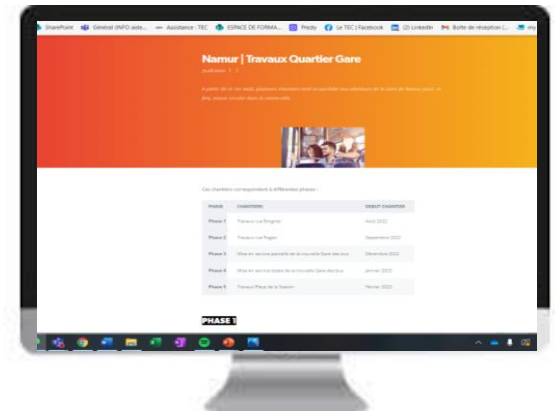 SharePoint Général (INFO aide... Assistance : TEC ESPACE DE FORMA... Prezly Le TEC | Facebook (2) LinkedIn Boîte de réception (... my
Namur | Travaux Quartier Gare
Ces chantiers correspondent à différentes phases :
PHASE CHANTIERS DEBUT CHANTIER
Phase 1 Travaux rue Borgnet Avril 2022
Phase 2 Travaux rue Rogier Septembre 2022
Phase 3 Mise en service partielle de la nouvelle Gare des bus Décembre 2022
Phase 4 Mise en service totale de la nouvelle Gare des bus Janvier 2023
Phase 5 Travaux Place de la Station Février 2023
PHASE 1